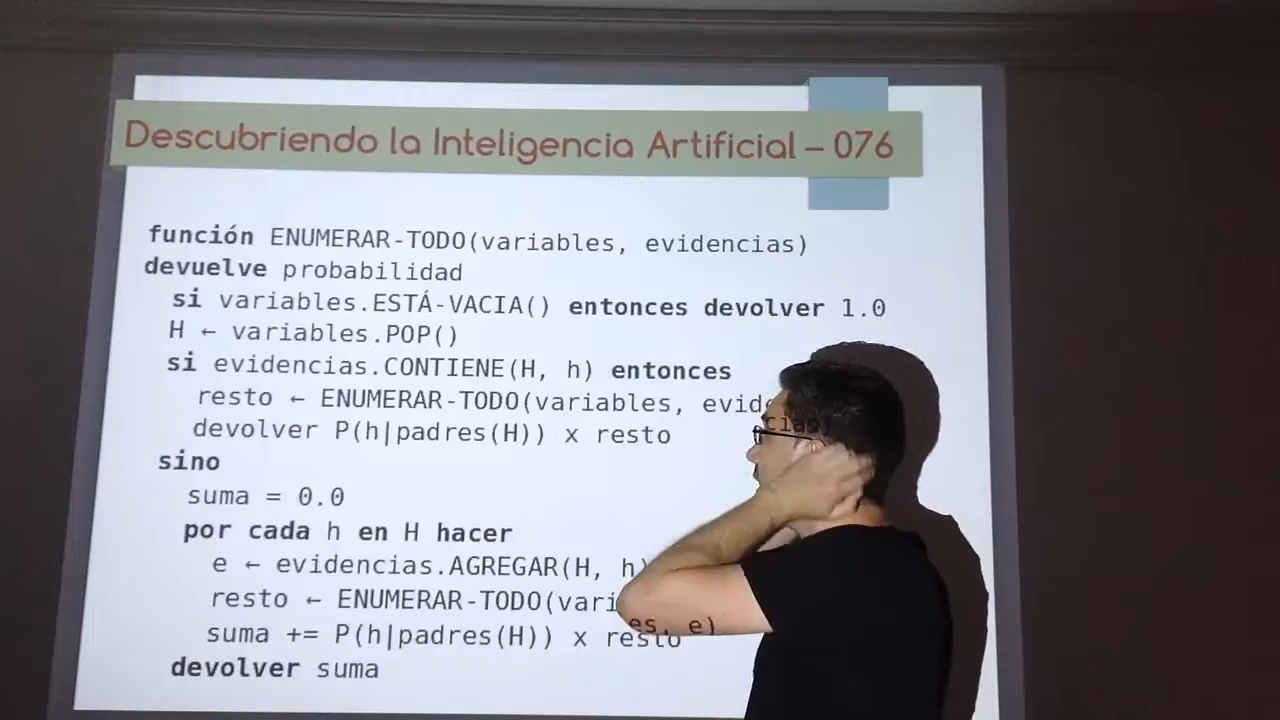 Descubriendo la Inteligencia Artificial – 076
función ENUMERAR-TODO(variables, evidencias)
devuelve probabilidad
si variables.ESTÁ-VACIA() entonces devolver 1.0
H ← variables.POP()
si evidencias.CONTIENE(H, h) entonces
resto ← ENUMERAR-TODO(variables, evidencias)
devolver P(h|padres(H)) x resto
sino
suma = 0.0
por cada h en H hacer
e ← evidencias.AGREGAR(H, h)
resto ← ENUMERAR-TODO(variables, e)
suma += P(h|padres(H)) x resto
devolver suma